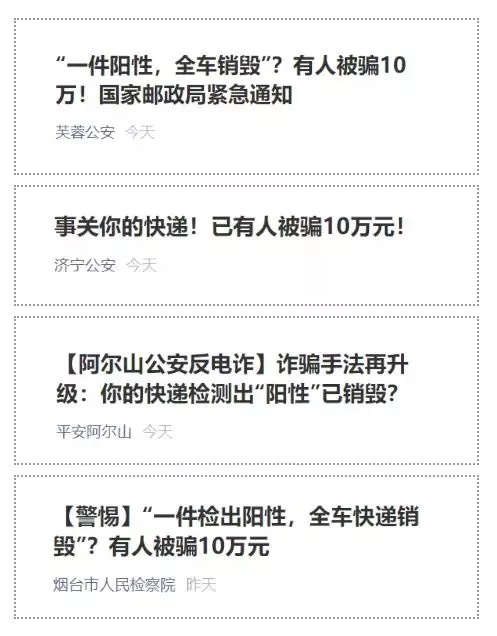 “一件阳性，全车销毁”？有人被骗10
万！国家邮政局紧急通知
芙蓉公安 今天
事关你的快递！已有人被骗10万元！
济宁公安 今天
【阿尔山公安反电诈】诈骗手法再升
级：你的快递检测出“阳性”已销毁？
平安阿尔山 今天
【警惕】“一件检出阳性，全车快递销
毁”？有人被骗10万元
烟台市人民检察院 昨天